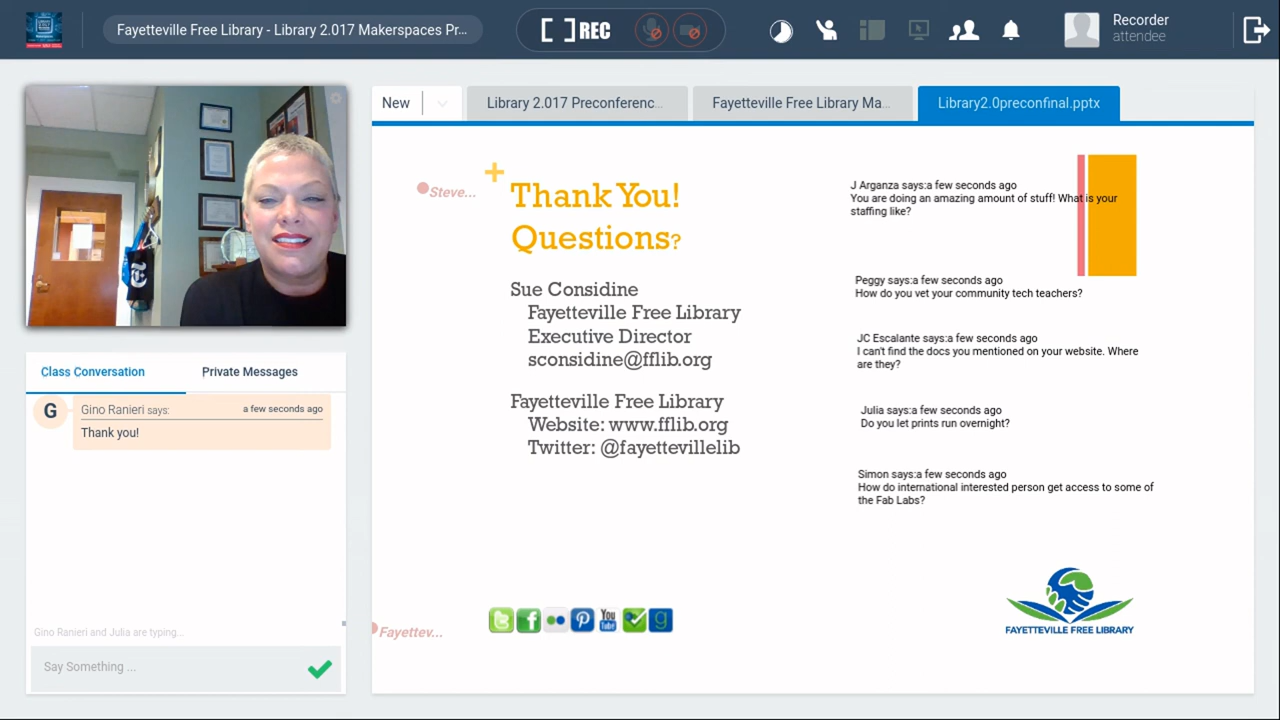 Fayetteville Free Library - Library 2.017 Makerspaces Pr...
[ ] REC
Recorder
attendee
New
Library 2.017 Preconferenc...
Fayetteville Free Library Ma...
Library2.0preconfinal.pptx
Steve...
Thank You!
Questions?
Sue Considine
Fayetteville Free Library
Executive Director
sconsidine@fflib.org
Fayetteville Free Library
Website: www.fflib.org
Twitter: @fayettevillelib
J Arganza says:a few seconds ago
You are doing an amazing amount of stuff! What is your
staffing like?
Peggy says:a few seconds ago
How do you vet your community tech teachers?
JC Escalante says:a few seconds ago
I can't find the docs you mentioned on your website. Where
are they?
Julia says:a few seconds ago
Do you let prints run overnight?
Simon says:a few seconds ago
How do international interested person get access to some of
the Fab Labs?
Fayettev...
You
Tube
FAYETTEVILLE FREE LIBRARY
Class Conversation
Private Messages
G
Gino Ranieri says:
a few seconds ago
Thank you!
Gino Ranieri and Julia are typing...
Say Something ...